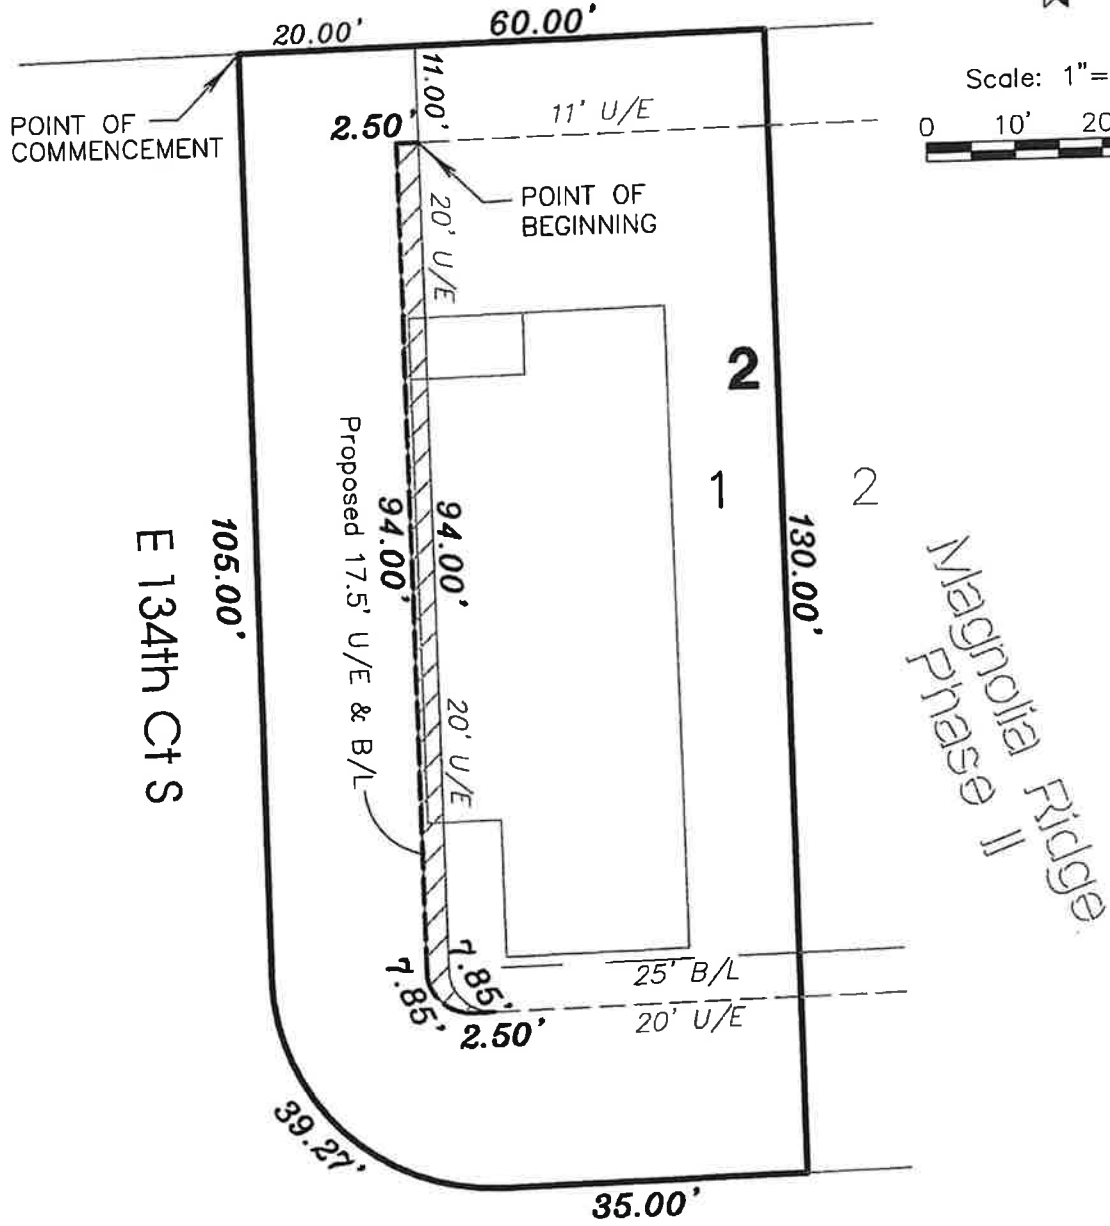 20.00'
60.00'
Scale: 1"=
0 10' 20
POINT OF
COMMENCEMENT
11.00'
2.50'
11' U/E
POINT OF
BEGINNING
20' U/E
2
1
2
Proposed 17.5' U/E & B/L
94.00'
94.00'
105.00'
130.00'
E 134th Ct S
Magnolia Ridge
Phase II
20' U/E
7.85'
7.85'
25' B/L
20' U/E
2.50'
39.27'
35.00'